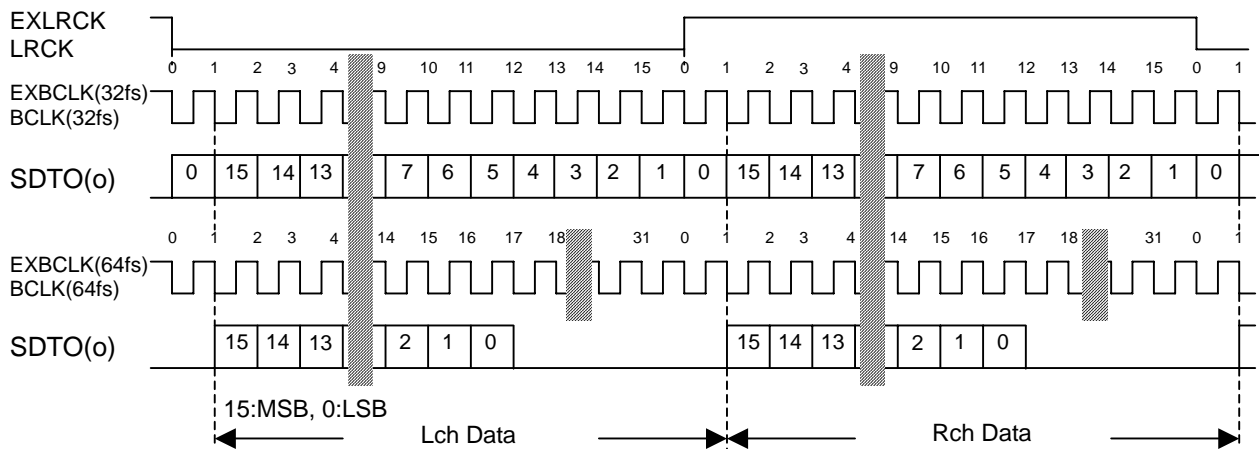 EXLRCK
LRCK
0 1 2 3 4 9 10 11 12 13 14 15 0 1 2 3 4 9 10 11 12 13 14 15 0 1
EXBCLK(32fs)
BCLK(32fs)
SDTO(o) 0 15 14 13 7 6 5 4 3 2 1 0 15 14 13 7 6 5 4 3 2 1 0
0 1 2 3 4 14 15 16 17 18 31 0 1 2 3 4 14 15 16 17 18 31 0 1
EXBCLK(64fs)
BCLK(64fs)
SDTO(o) 15 14 13 2 1 0 15 14 13 2 1 0
15:MSB, 0:LSB
Lch Data Rch Data